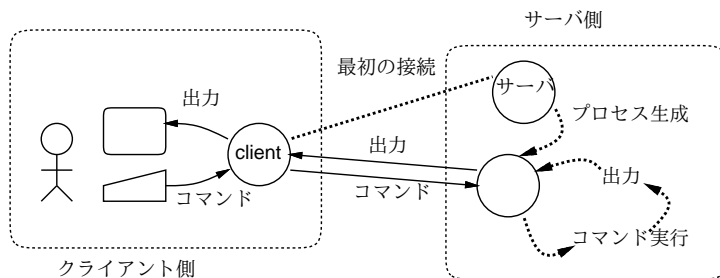 サーバ側
最初の接続
サーバ
出力
プロセス生成
client
出力
コマンド
コマンド
出力
コマンド実行
クライアント側